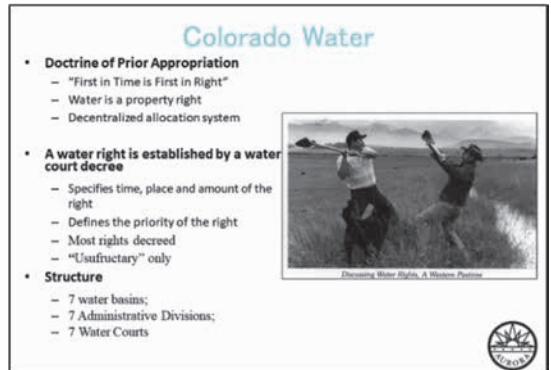 Colorado Water
• Doctrine of Prior Appropriation
– "First in Time is First in Right"
– Water is a property right
– Decentralized allocation system
• A water right is established by a water
court decree
– Specifies time, place and amount of the
right
– Defines the priority of the right
– Most rights decreed
– "Usufructary" only
• Structure
– 7 water basins;
– 7 Administrative Divisions;
– 7 Water Courts
Discussing Water Rights, A Western Pastime
AURORA